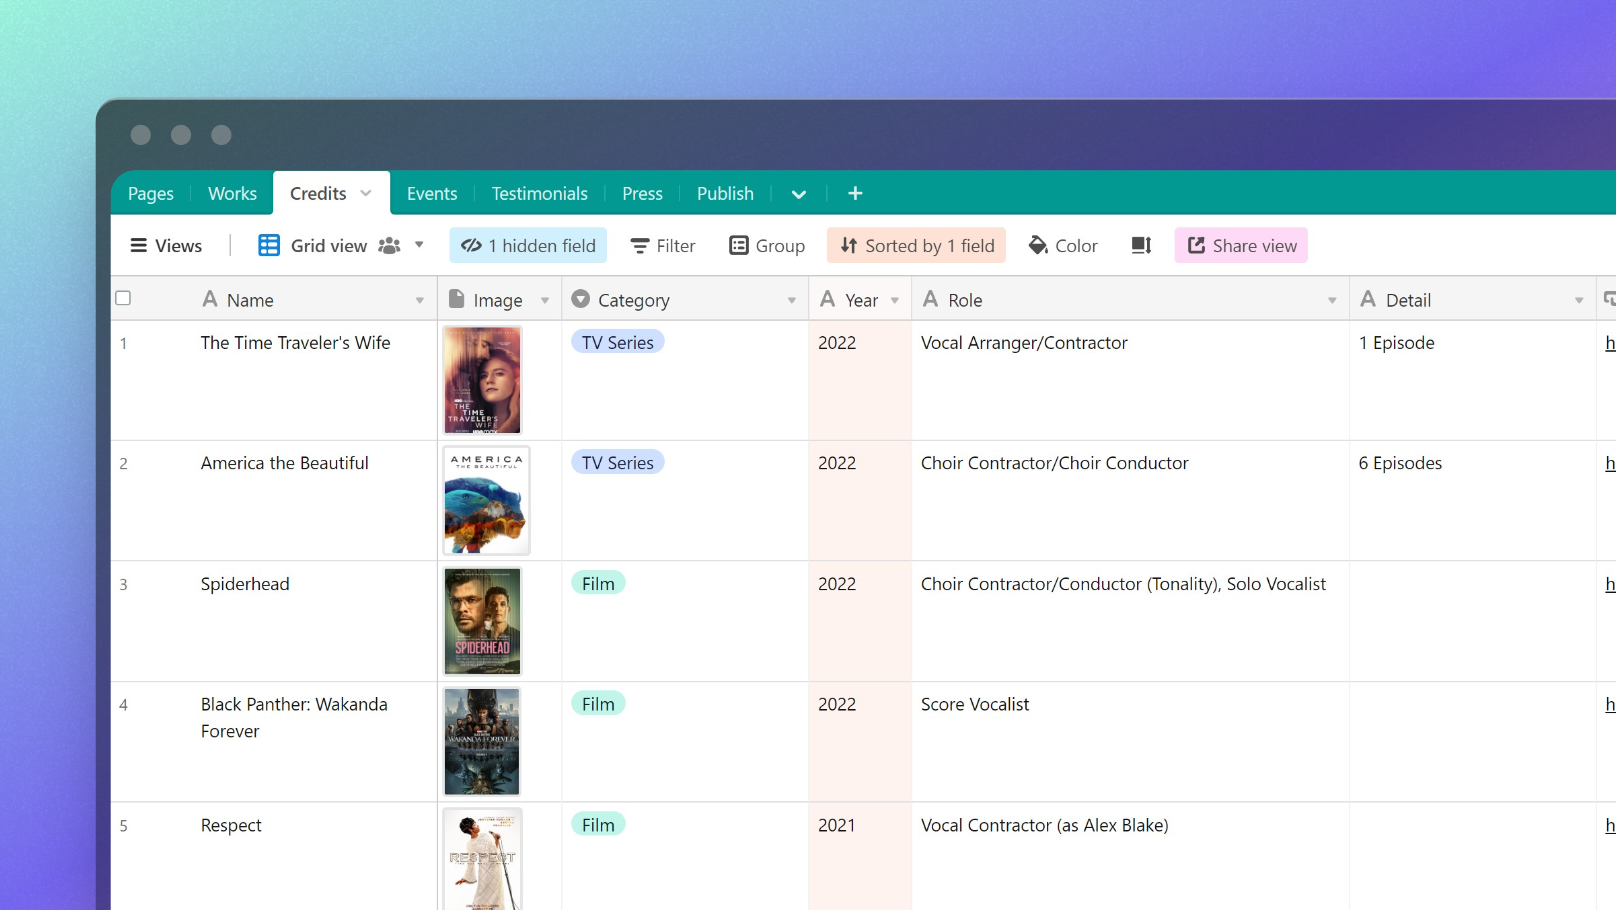 Pages Works Credits Events Testimonials Press Publish +
Views Grid view 1 hidden field Filter Group Sorted by 1 field Color Share view
A Name Image Category A Year A Role A Detail
1 The Time Traveler's Wife TV Series 2022 Vocal Arranger/Contractor 1 Episode h
THE
TIME
TRAVELER'S
WIFE
2 America the Beautiful TV Series 2022 Choir Contractor/Choir Conductor 6 Episodes h
AMERICA
THE BEAUTIFUL
3 Spiderhead Film 2022 Choir Contractor/Conductor (Tonality), Solo Vocalist h
SPIDERHEAD
4 Black Panther: Wakanda Film 2022 Score Vocalist h
Forever
WAKANDA FOREVER
5 Respect Film 2021 Vocal Contractor (as Alex Blake) h
RESPECT